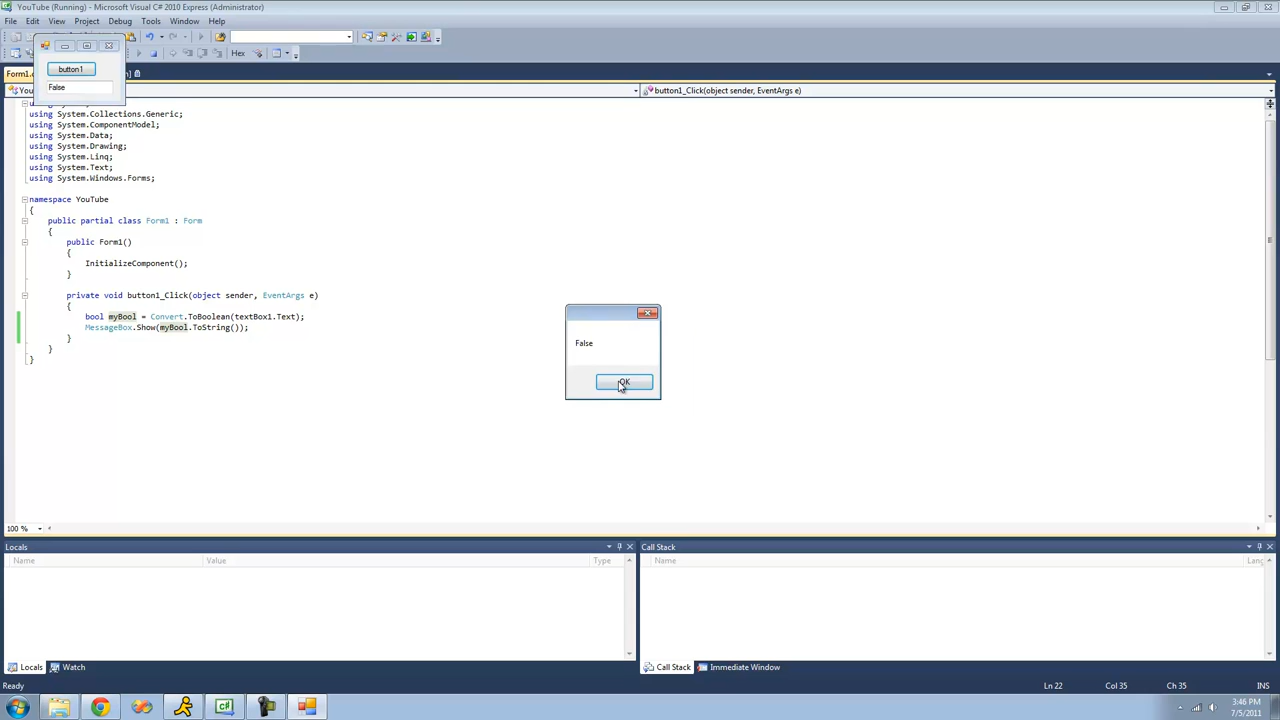 YouTube (Running) - Microsoft Visual C# 2010 Express (Administrator)
File Edit View Project Debug Tools Window Help
Hex
button1
False
Form1.
You
button1_Click(object sender, EventArgs e)
using System.Collections.Generic;
using System.ComponentModel;
using System.Data;
using System.Drawing;
using System.Linq;
using System.Text;
using System.Windows.Forms;
namespace YouTube
{
public partial class Form1 : Form
{
public Form1()
{
InitializeComponent();
}
private void button1_Click(object sender, EventArgs e)
{
bool myBool = Convert.ToBoolean(textBox1.Text);
MessageBox.Show(myBool.ToString());
}
}
}
False
OK
100 %
Locals
Name Value Type
Call Stack
Name Lang
Locals Watch
Call Stack Immediate Window
Ready
Ln 22 Col 35 Ch 35 INS
3:46 PM
7/5/2011